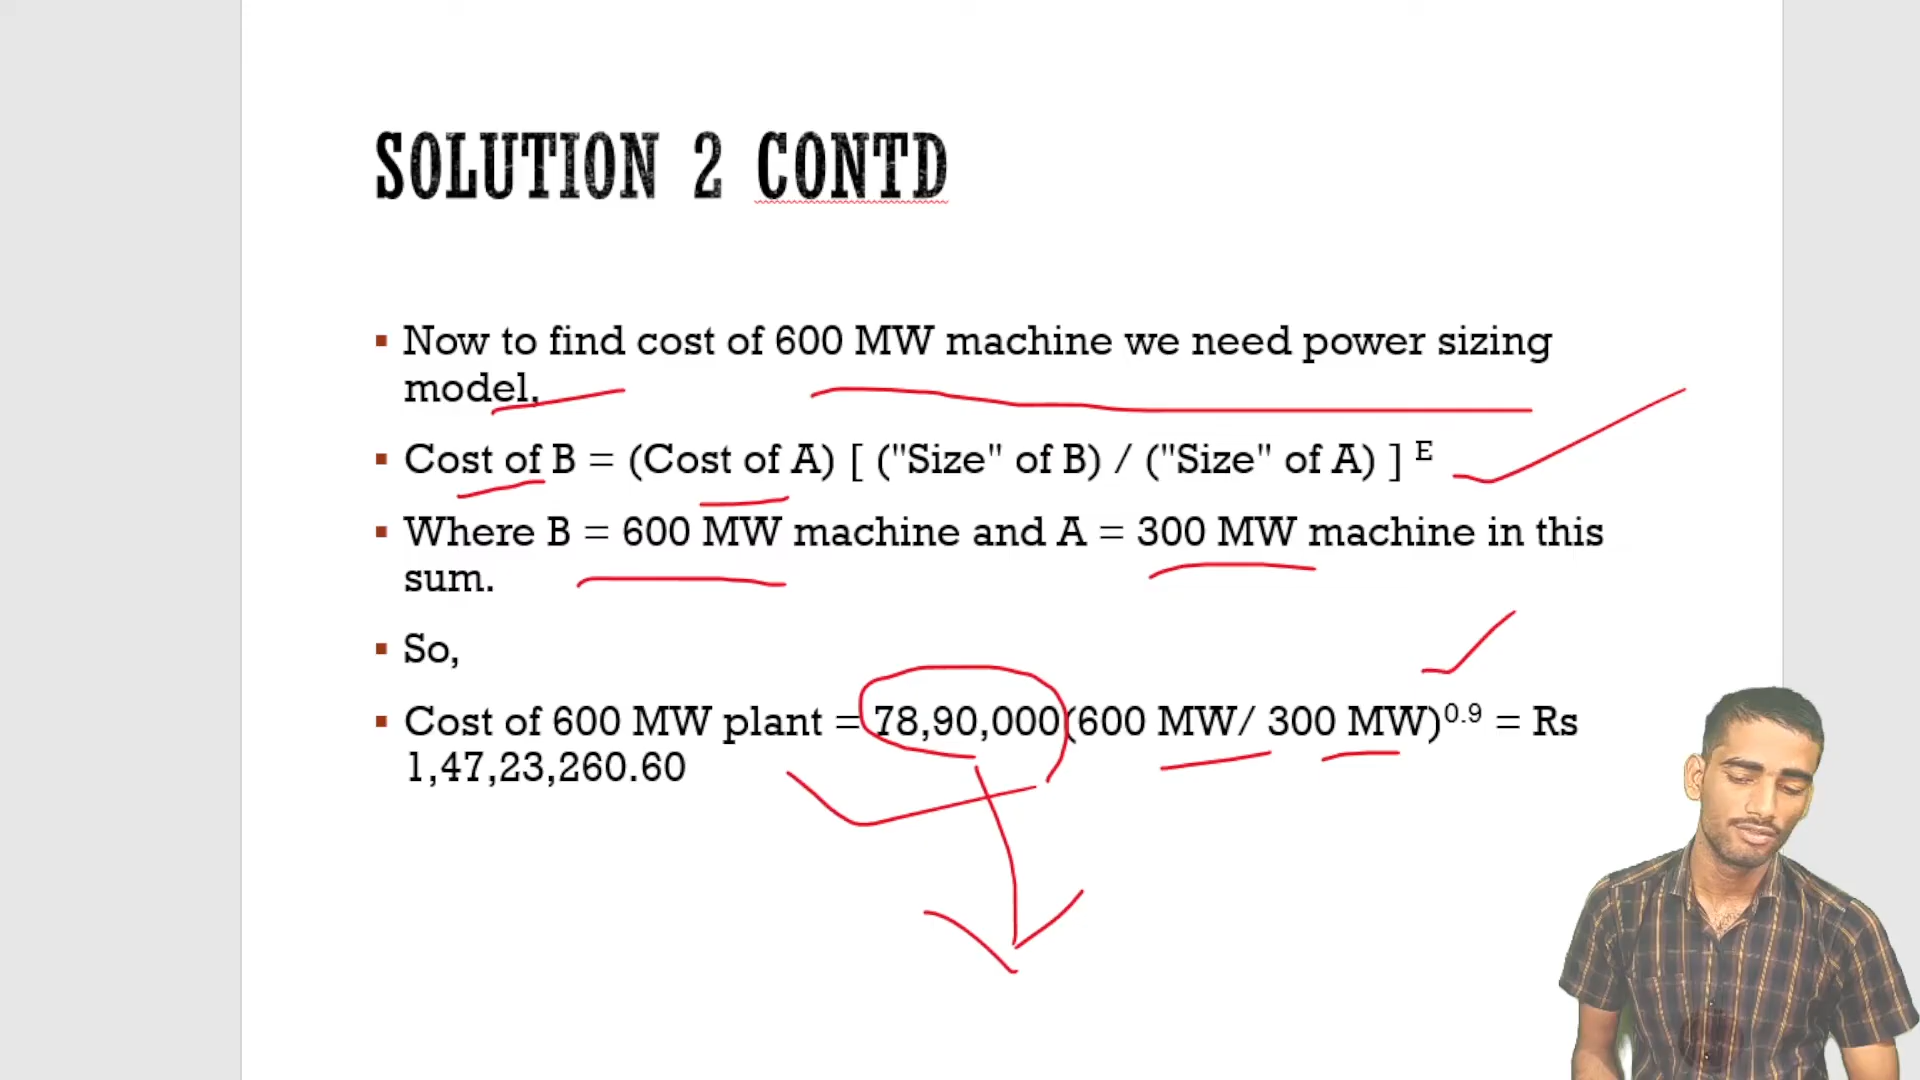 SOLUTION 2 CONTD
Now to find cost of 600 MW machine we need power sizing
model,
Cost of B = (Cost of A) [ ("Size" of B) / ("Size" of A) ] E
Where B = 600 MW machine and A = 300 MW machine in this
sum.
So,
Cost of 600 MW plant = 78,90,000(600 MW/ 300 MW)0.9 = Rs
1,47,23,260.60